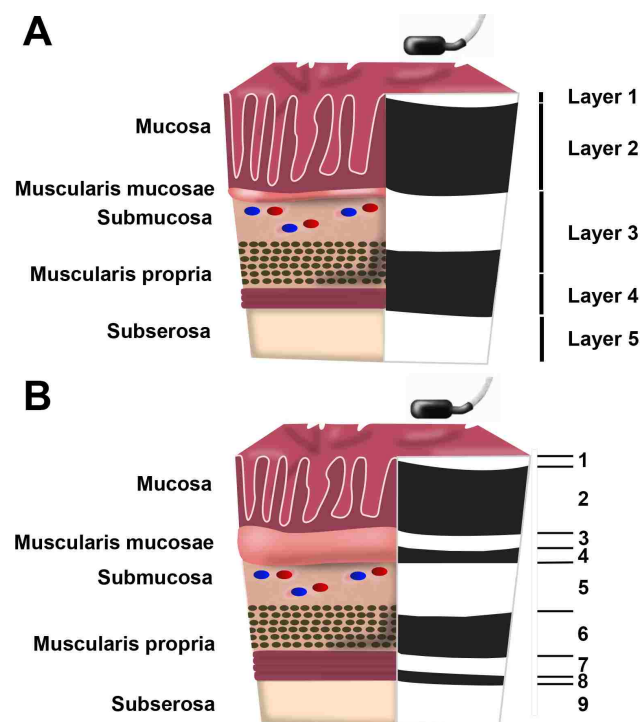 A
Mucosa
Muscularis mucosae
Submucosa
Muscularis propria
Subserosa
Layer 1
Layer 2
Layer 3
Layer 4
Layer 5
B
Mucosa
Muscularis mucosae
Submucosa
Muscularis propria
Subserosa
1
2
3
4
5
6
7
8
9